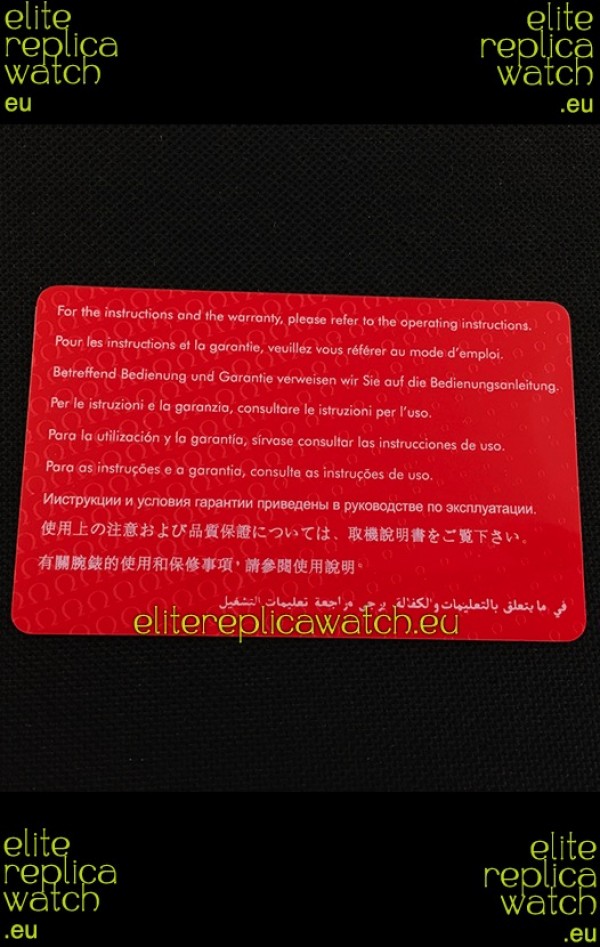 elite
replica
watch
eu
elite
replica
watch
.eu
For the instructions and the warranty, please refer to the operating instructions.
Pour les instructions et la garantie, veuillez vous référer au mode d'emploi.
Betreffend Bedienung und Garantie verweisen wir Sie auf die Bedienungsanleitung.
Per le istruzioni e la garanzia, consultare le istruzioni per l'uso.
Para la utilización y la garantía, sírvase consultar las instrucciones de uso.
Para as instruções e a garantia, consulte as instruções de uso.
Инструкции и условия гарантии приведены в руководстве по эксплуатации.
使用上の注意および品質保證については、取機說明書をご覽下さい。
有關腕錶的使用和保修事項，請參閱使用說明。
في ما يتعلق بالتعليمات والكفالة، يرجى مراجعة تعليمات التشغيل
elitereplicawatch.eu
elite
replica
watch
.eu
elite
replica
watch
.eu